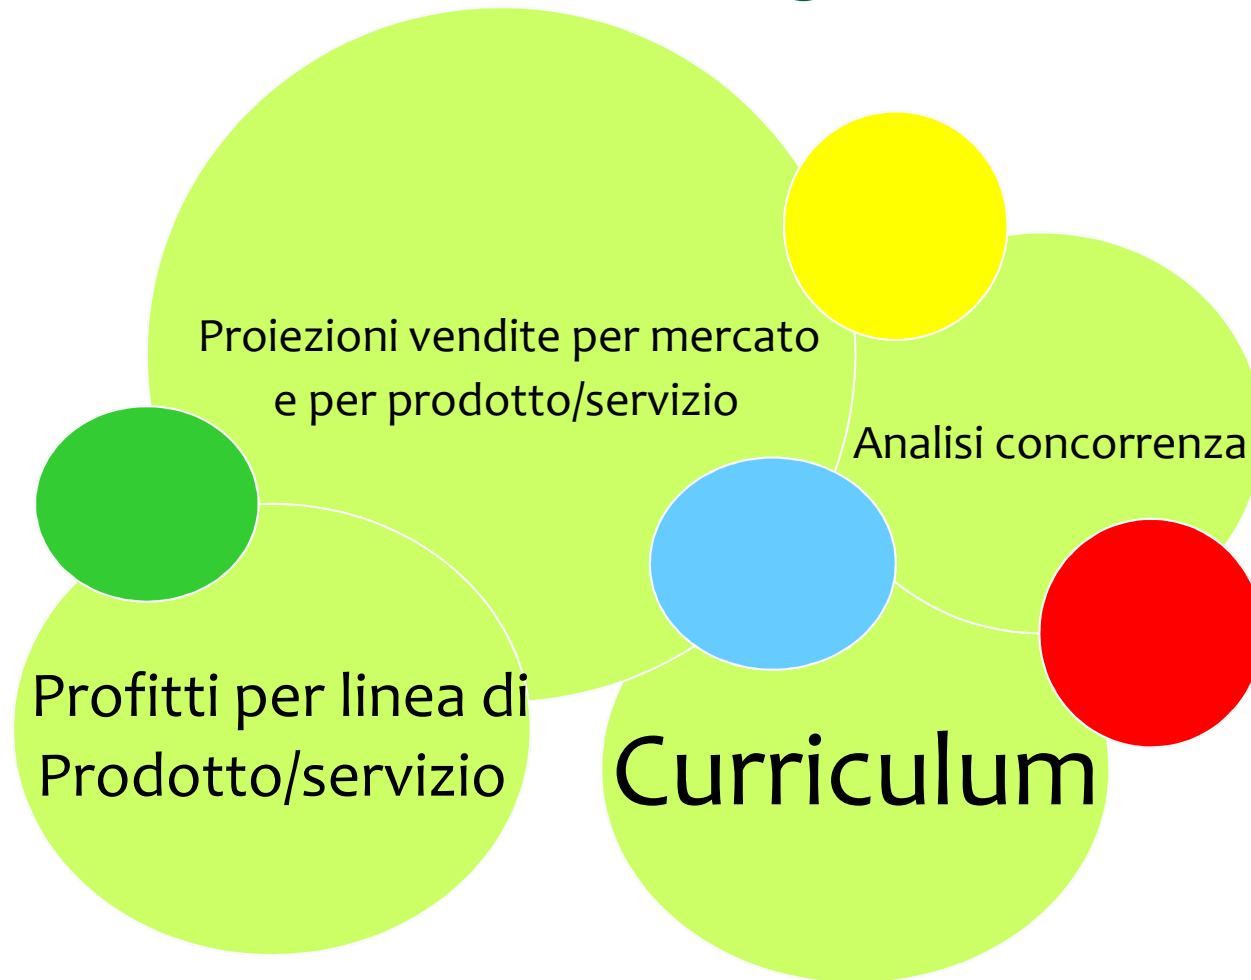 Proiezioni vendite per mercato
e per prodotto/servizio
Analisi concorrenza
Profitti per linea di
Prodotto/servizio
Curriculum